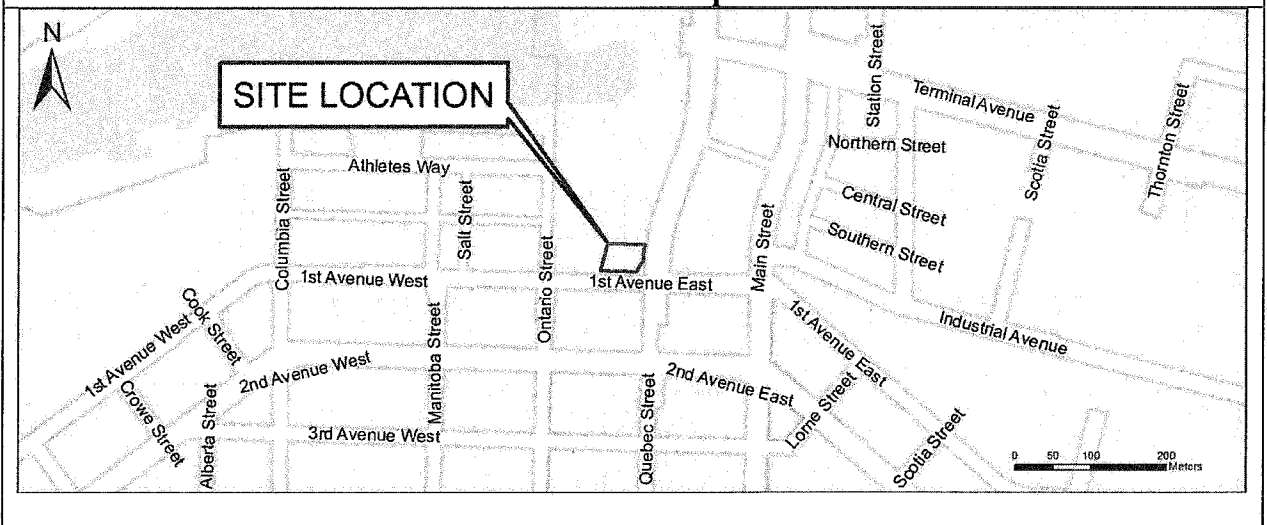 N
SITE LOCATION
Station Street
Terminal Avenue
Scotia Street
Thornton Street
Northern Street
Athletes Way
Salt Street
Columbia Street
Central Street
Southern Street
Main Street
1st Avenue West
Ontario Street
1st Avenue East
Cook Street
Manitoba Street
1st Avenue East
Industrial Avenue
1st Avenue West
2nd Avenue West
2nd Avenue East
Crowe Street
Alberta Street
3rd Avenue West
Quebec Street
Lorne Street
Scotia Street
0 50 100 200
Meters